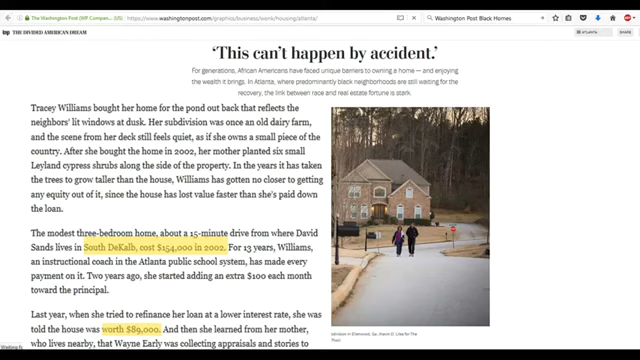 The Washington Post (WP Compan...
https://www.washingtonpost.com/graphics/business/wonk/housing/atlanta/
Washington Post Black Homes
wp THE DIVIDED AMERICAN DREAM
ATLANTA
SHARE
‘This can’t happen by accident.’
For generations, African Americans have faced unique barriers to owning a home — and enjoying
the wealth it brings. In Atlanta, where predominantly black neighborhoods are still waiting for the
recovery, the link between race and real estate fortune is stark.
Tracey Williams bought her home for the pond out back that reflects the
neighbors’ lit windows at dusk. Her subdivision was once an old dairy farm,
and the scene from her deck still feels quiet, as if she owns a small piece of the
country. After she bought the home in 2002, her mother planted six small
Leyland cypress shrubs along the side of the property. In the years it has taken
the trees to grow taller than the house, Williams has gotten no closer to getting
any equity out of it, since the house has lost value faster than she’s paid down
the loan.
The modest three-bedroom home, about a 15-minute drive from where David
Sands lives in South DeKalb, cost $154,000 in 2002. For 13 years, Williams,
an instructional coach in the Atlanta public school system, has made every
payment on it. Two years ago, she started adding an extra $100 each month
toward the principal.
Last year, when she tried to refinance her loan at a lower interest rate, she was
told the house was worth $89,000. And then she learned from her mother,
who lives nearby, that Wayne Early was collecting appraisals and stories to